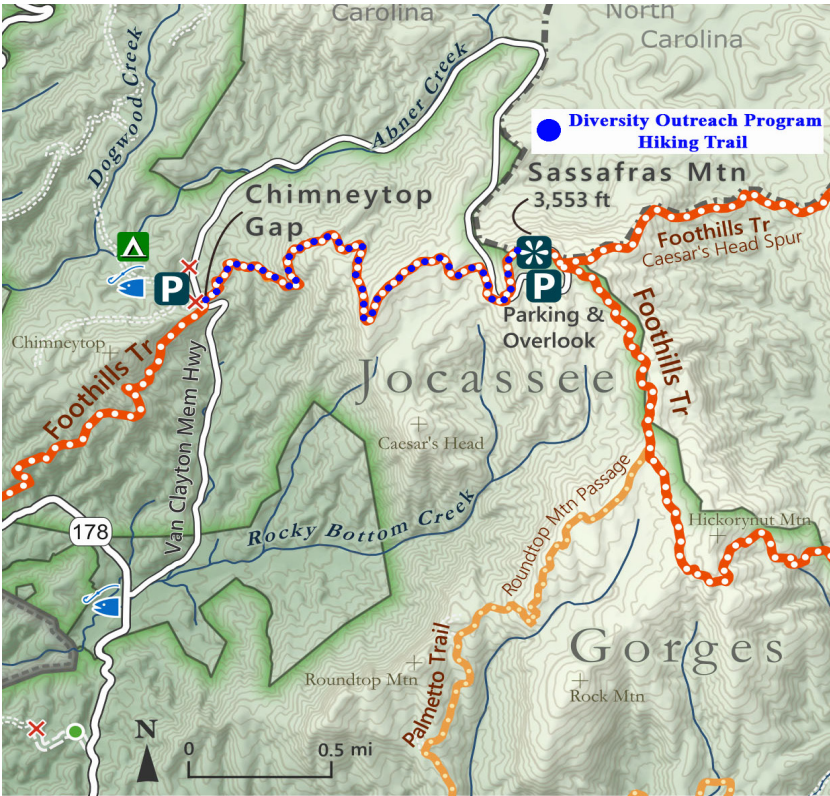 Carolina
North
Carolina
Dogwood Creek
Abner Creek
Diversity Outreach Program
Hiking Trail
Sassafras Mtn
3,553 ft
Chimneytop
Gap
Foothills Tr
Caesar's Head Spur
P
P
Parking &
Overlook
Chimneytop
Foothills Tr
Foothills Tr
Jocassee
Van Clayton Mem Hwy
Caesar's Head
Roundtop Mtn Passage
Rocky Bottom Creek
178
Hickorynut Mtn
Gorges
Palmetto Trail
Roundtop Mtn
Rock Mtn
N
0
0.5 mi